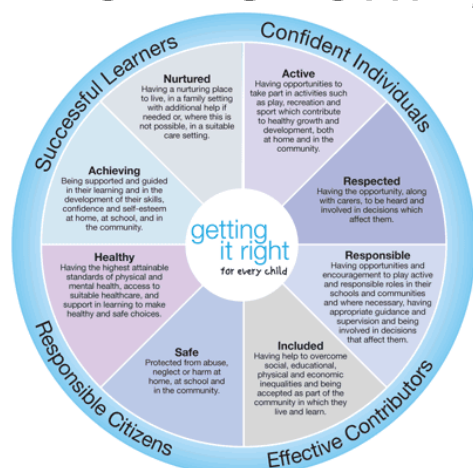 Successful Learners
Confident Individuals
Nurtured
Having a nurturing place
to live, in a family setting
with additional help if
needed or, where this is
not possible, in a suitable
care setting.
Active
Having opportunities to
take part in activities such
as play, recreation and
sport which contribute
to healthy growth and
development, both
at home and in the
community.
Achieving
Being supported and guided
in their learning and in the
development of their skills,
confidence and self-esteem
at home, at school, and in
the community.
Respected
Having the opportunity, along
with carers, to be heard and
involved in decisions which
affect them.
getting
it right
for every child
Healthy
Having the highest attainable
standards of physical and
mental health, access to
suitable healthcare, and
support in learning to make
healthy and safe choices.
Responsible
Having opportunities and
encouragement to play active
and responsible roles in their
schools and communities
and where necessary, having
appropriate guidance and
supervision and being
involved in decisions
that affect them.
Safe
Protected from abuse,
neglect or harm at
home, at school and
in the community.
Included
Having help to overcome
social, educational,
physical and economic
inequalities and being
accepted as part of the
community in which they
live and learn.
Responsible Citizens
Effective Contributors